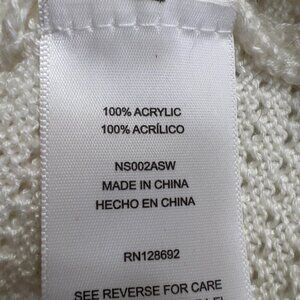 100% ACRYLIC
100% ACRÍLICO
NS002ASW
MADE IN CHINA
HECHO EN CHINA
RN128692
SEE REVERSE FOR CARE